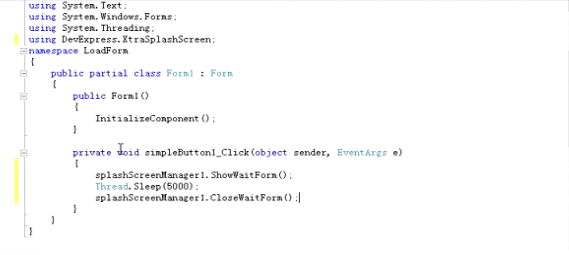 using System.Text;
using System.Windows.Forms;
using System.Threading;
using DevExpress.XtraSplashScreen;
namespace LoadForm
{
public partial class Form1 : Form
{
public Form1()
{
InitializeComponent();
}
private void simpleButton1_Click(object sender, EventArgs e)
{
splashScreenManager1.ShowWaitForm();
Thread.Sleep(5000);
splashScreenManager1.CloseWaitForm();
}
}
}